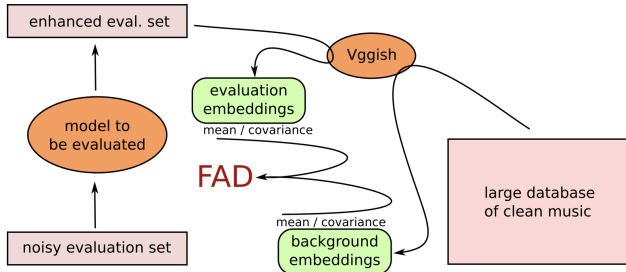 enhanced eval. set
Vggish
evaluation
embeddings
mean / covariance
model to
be evaluated
FAD
large database
of clean music
mean / covariance
noisy evaluation set
background
embeddings